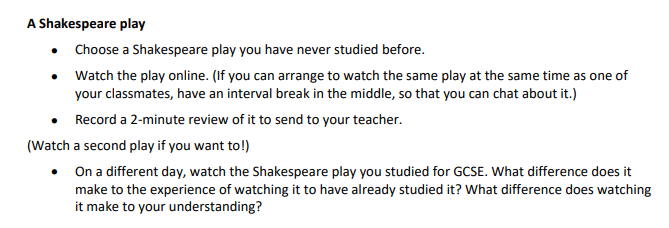 A Shakespeare play
• Choose a Shakespeare play you have never studied before.
• Watch the play online. (If you can arrange to watch the same play at the same time as one of
your classmates, have an interval break in the middle, so that you can chat about it.)
• Record a 2-minute review of it to send to your teacher.
(Watch a second play if you want to!)
• On a different day, watch the Shakespeare play you studied for GCSE. What difference does it
make to the experience of watching it to have already studied it? What difference does watching
it make to your understanding?